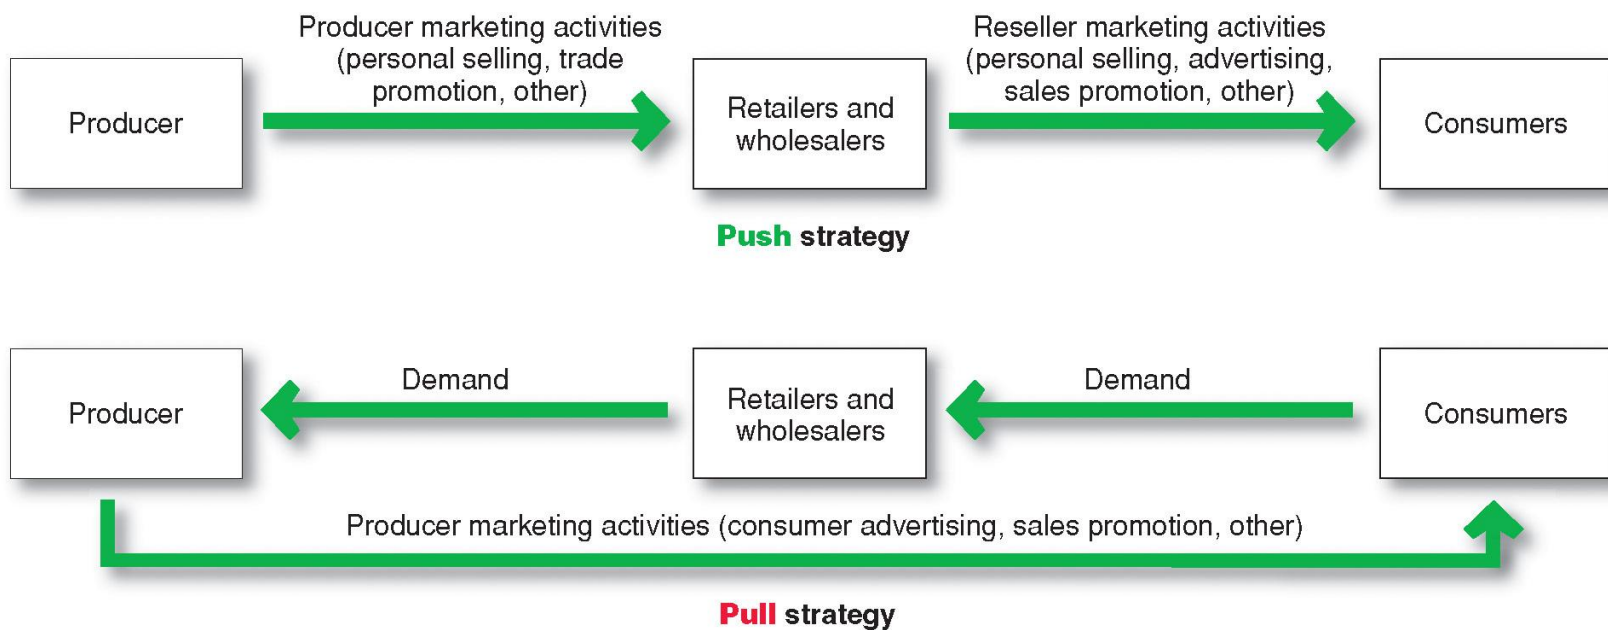 Producer marketing activities
(personal selling, trade
promotion, other)
Reseller marketing activities
(personal selling, advertising,
sales promotion, other)
Producer
Retailers and
wholesalers
Consumers
Push strategy
Demand
Demand
Producer
Retailers and
wholesalers
Consumers
Producer marketing activities (consumer advertising, sales promotion, other)
Pull strategy